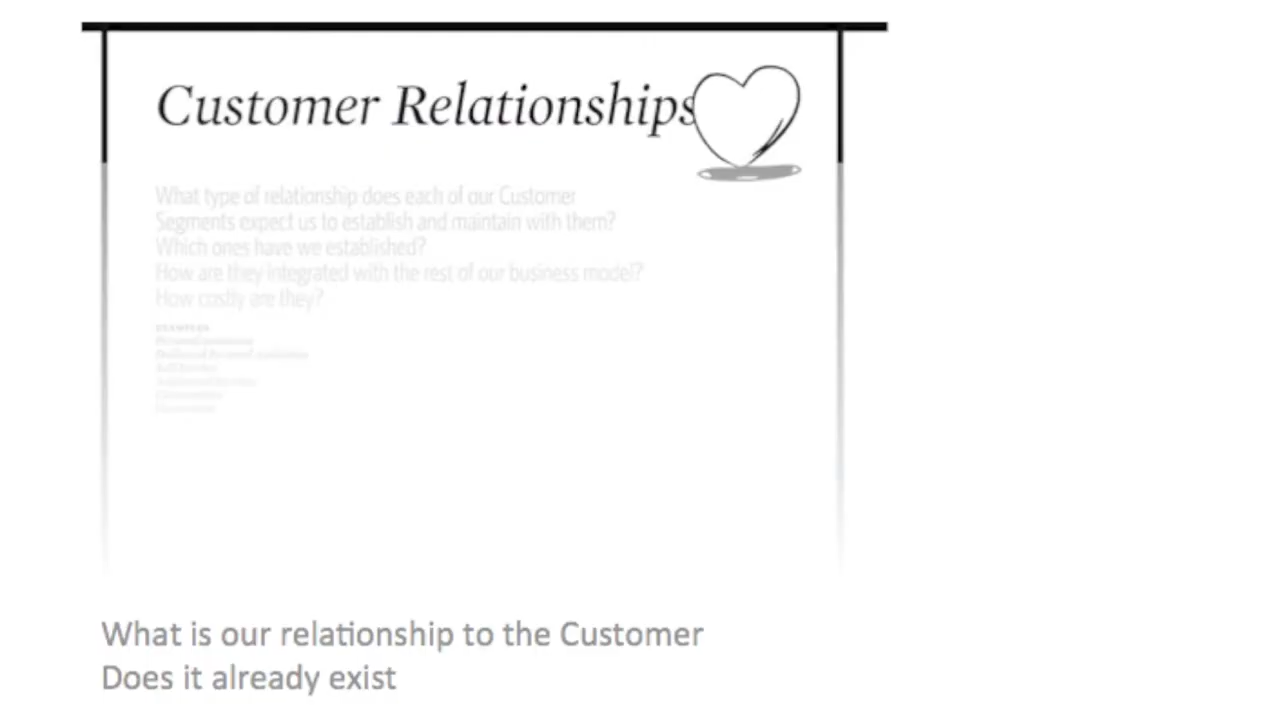 Customer Relationships
What type of relationship does each of our Customer
Segments expect us to establish and maintain with them?
Which ones have we established?
How are they integrated with the rest of our business model?
How costly are they?
EXAMPLES
What is our relationship to the Customer
Does it already exist